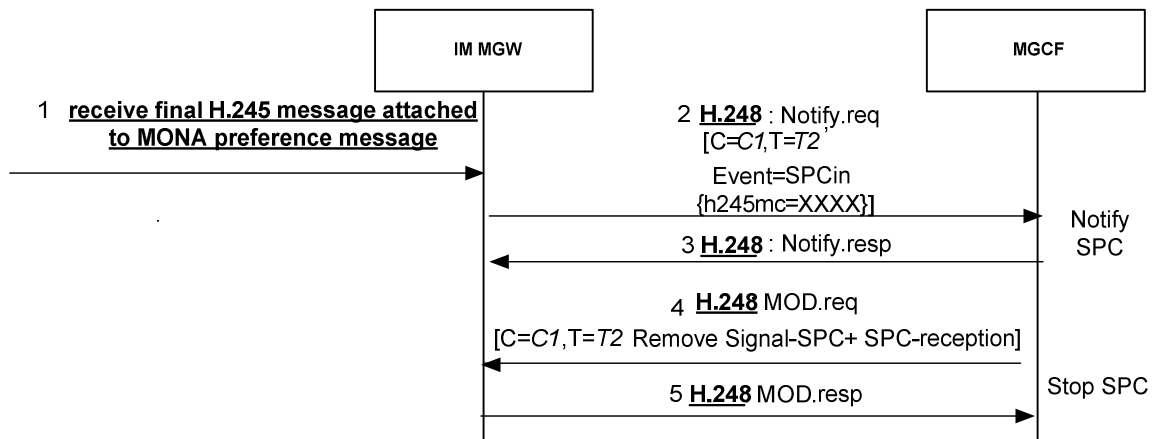 IM MGW
MGCF
1 receive final H.245 message attached
to MONA preference message
2 H.248 : Notify.req
[C=C1,T=T2 ,
Event=SPCin
{h245mc=XXXX}]
Notify
SPC
3 H.248 : Notify.resp
4 H.248 MOD.req
[C=C1,T=T2 Remove Signal-SPC+ SPC-reception]
Stop SPC
5 H.248 MOD.resp